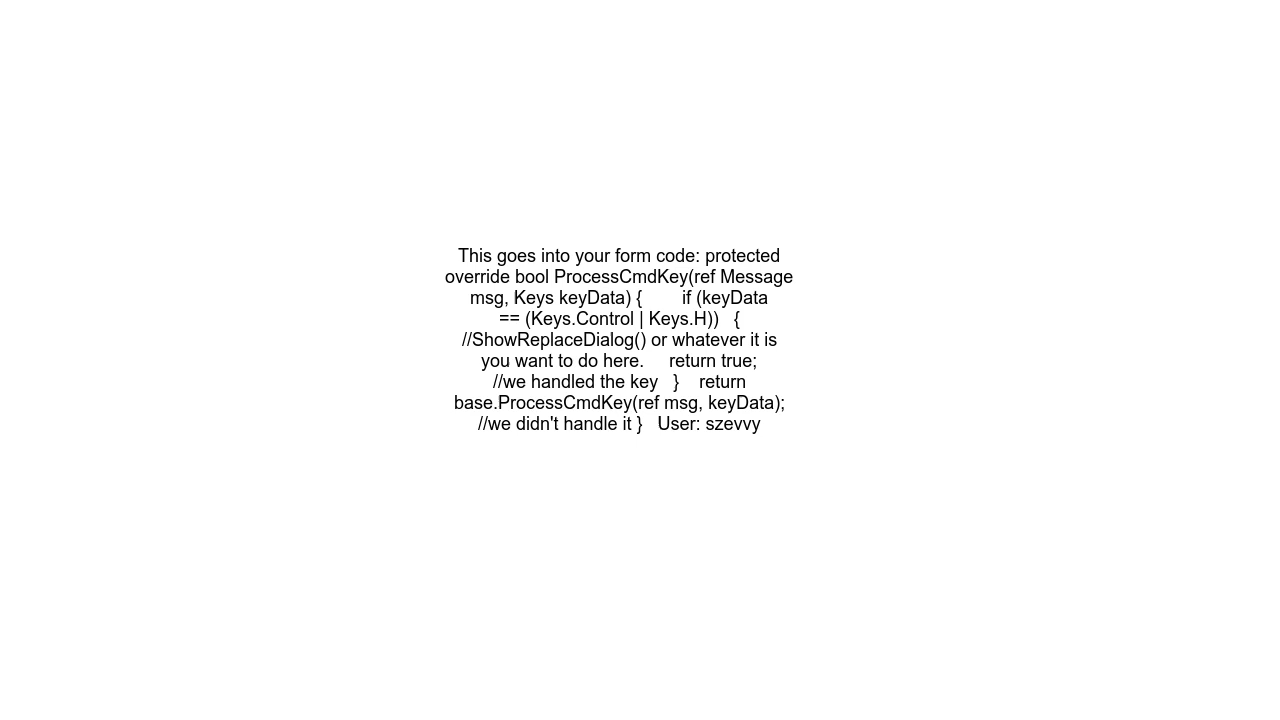 This goes into your form code: protected
override bool ProcessCmdKey(ref Message
msg, Keys keyData) {        if (keyData
== (Keys.Control | Keys.H))   {
//ShowReplaceDialog() or whatever it is
you want to do here.     return true;
//we handled the key   }    return
base.ProcessCmdKey(ref msg, keyData);
//we didn't handle it }   User: szevvy